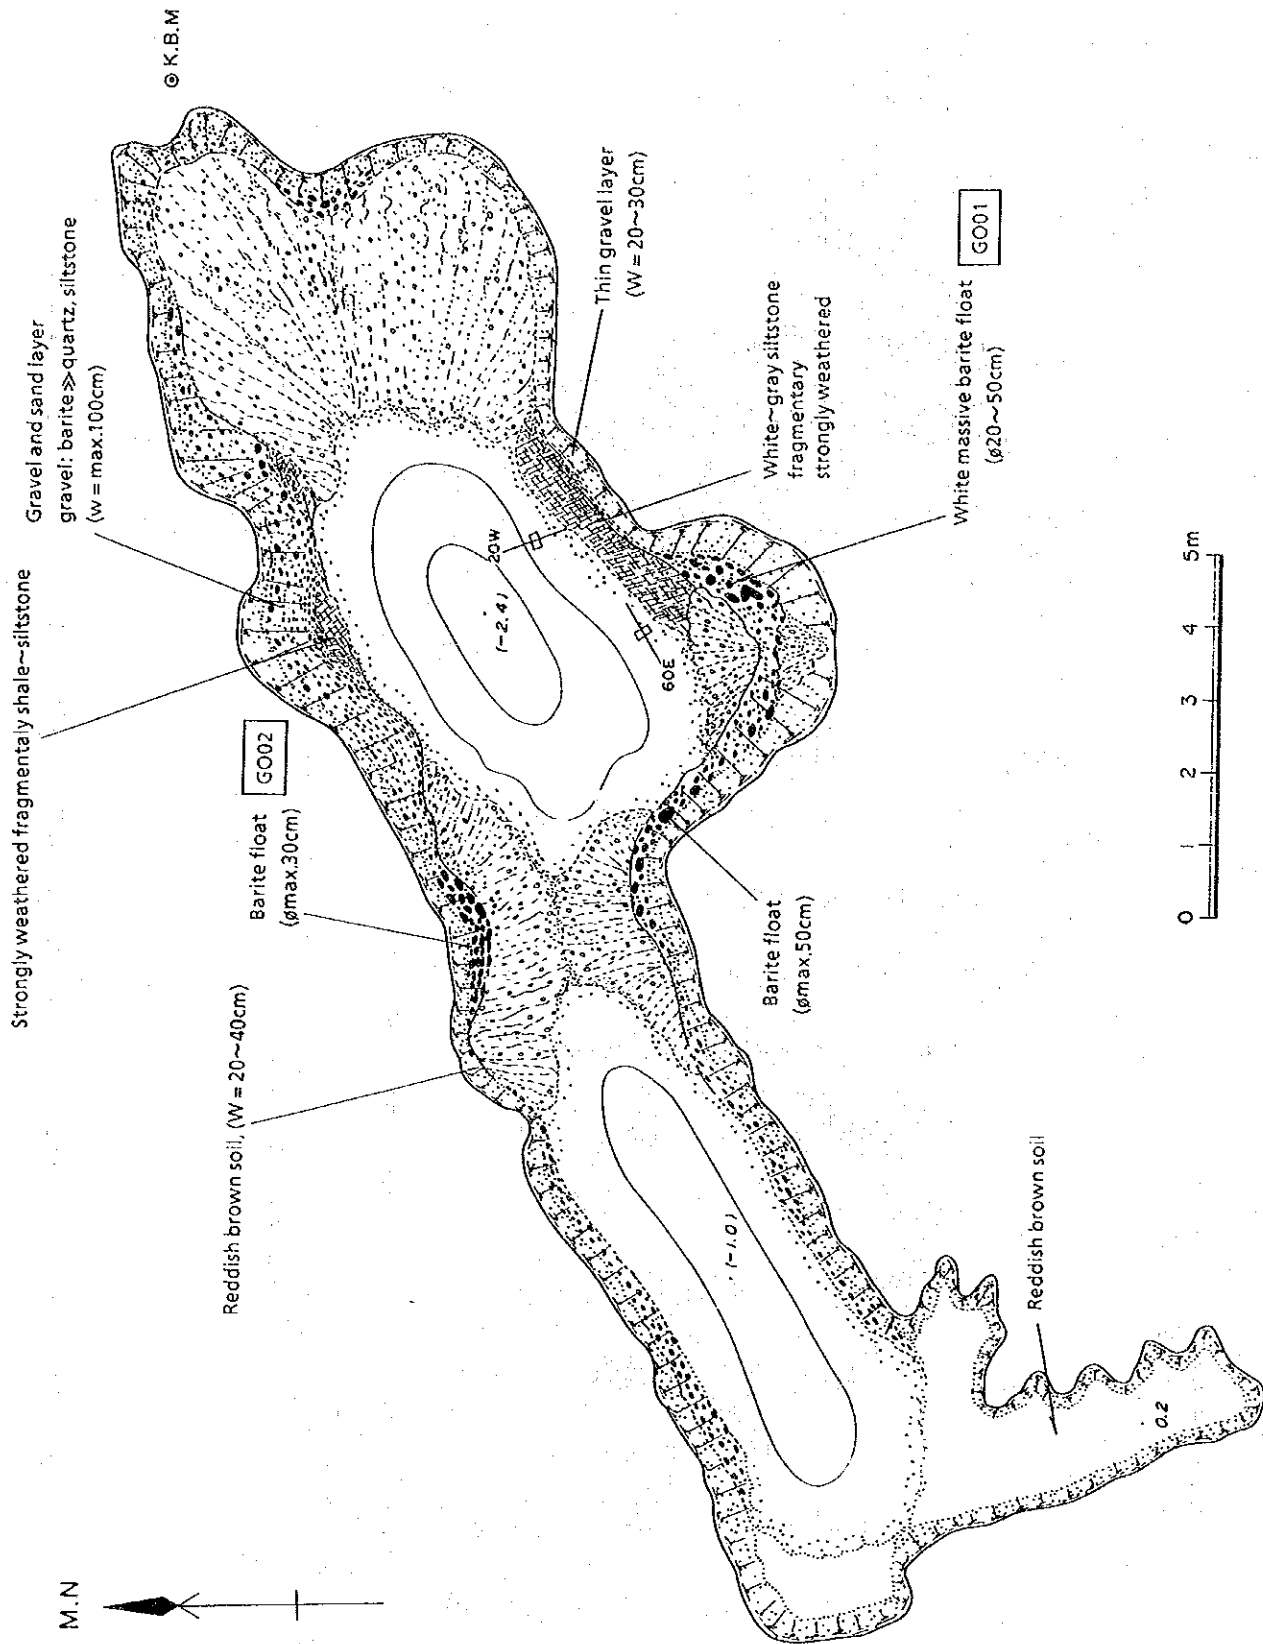 M.N
K.B.M
Strongly weathered fragmentaly shale~siltstone
Gravel and sand layer
gravel: barite≫quartz, siltstone
(w = max.100cm)
GO02
Barite float
(ømax.30cm)
Reddish brown soil, (W = 20~40cm)
Thin gravel layer
(W = 20~30cm)
White~gray siltstone
fragmentary
strongly weathered
White massive barite float
(ø20~50cm)
GO01
20W
(-2.4)
60E
Barite float
(ømax.50cm)
(-1.0)
Reddish brown soil
0.2
0 1 2 3 4 5m